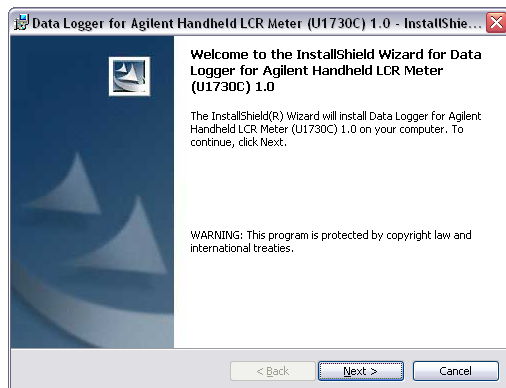 Data Logger for Agilent Handheld LCR Meter (U1730C) 1.0 - InstallShie...
Welcome to the InstallShield Wizard for Data
Logger for Agilent Handheld LCR Meter
(U1730C) 1.0
The InstallShield(R) Wizard will install Data Logger for Agilent
Handheld LCR Meter (U1730C) 1.0 on your computer. To
continue, click Next.
WARNING: This program is protected by copyright law and
international treaties.
< Back
Next >
Cancel